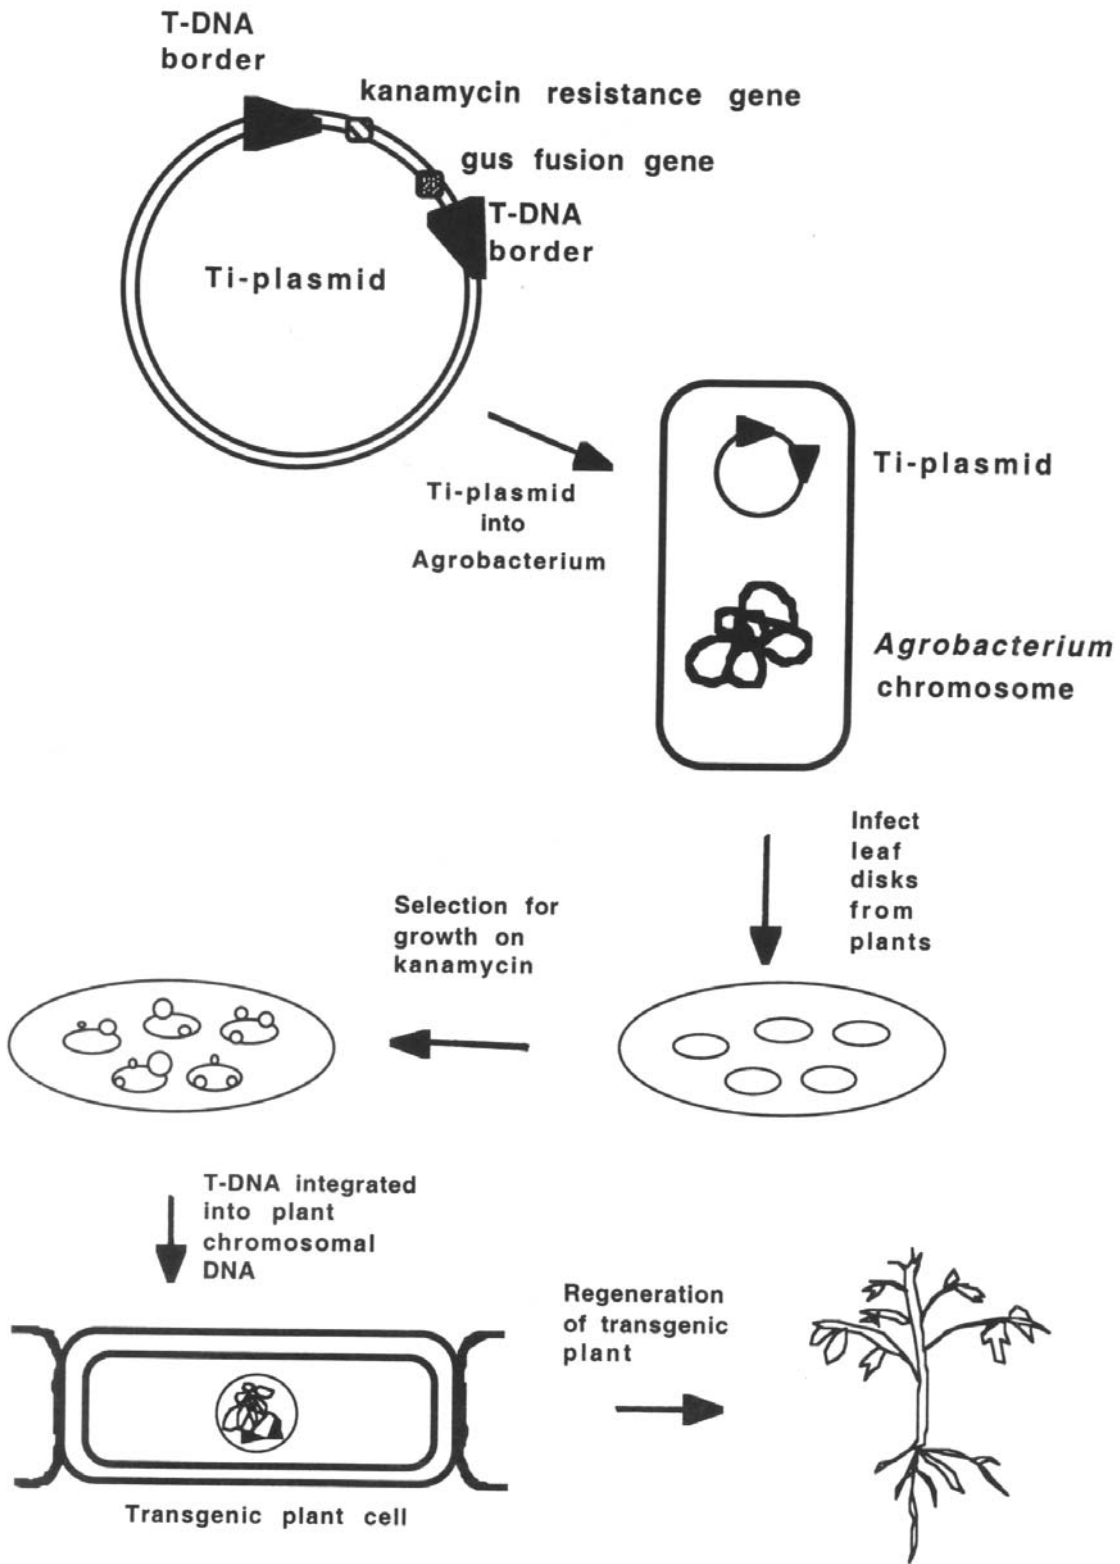 T-DNA
border
kanamycin resistance gene
gus fusion gene
T-DNA
border
Ti-plasmid
Ti-plasmid
into
Agrobacterium
Ti-plasmid
Agrobacterium
chromosome
Infect
leaf
disks
from
plants
Selection for
growth on
kanamycin
T-DNA integrated
into plant
chromosomal
DNA
Regeneration
of transgenic
plant
Transgenic plant cell